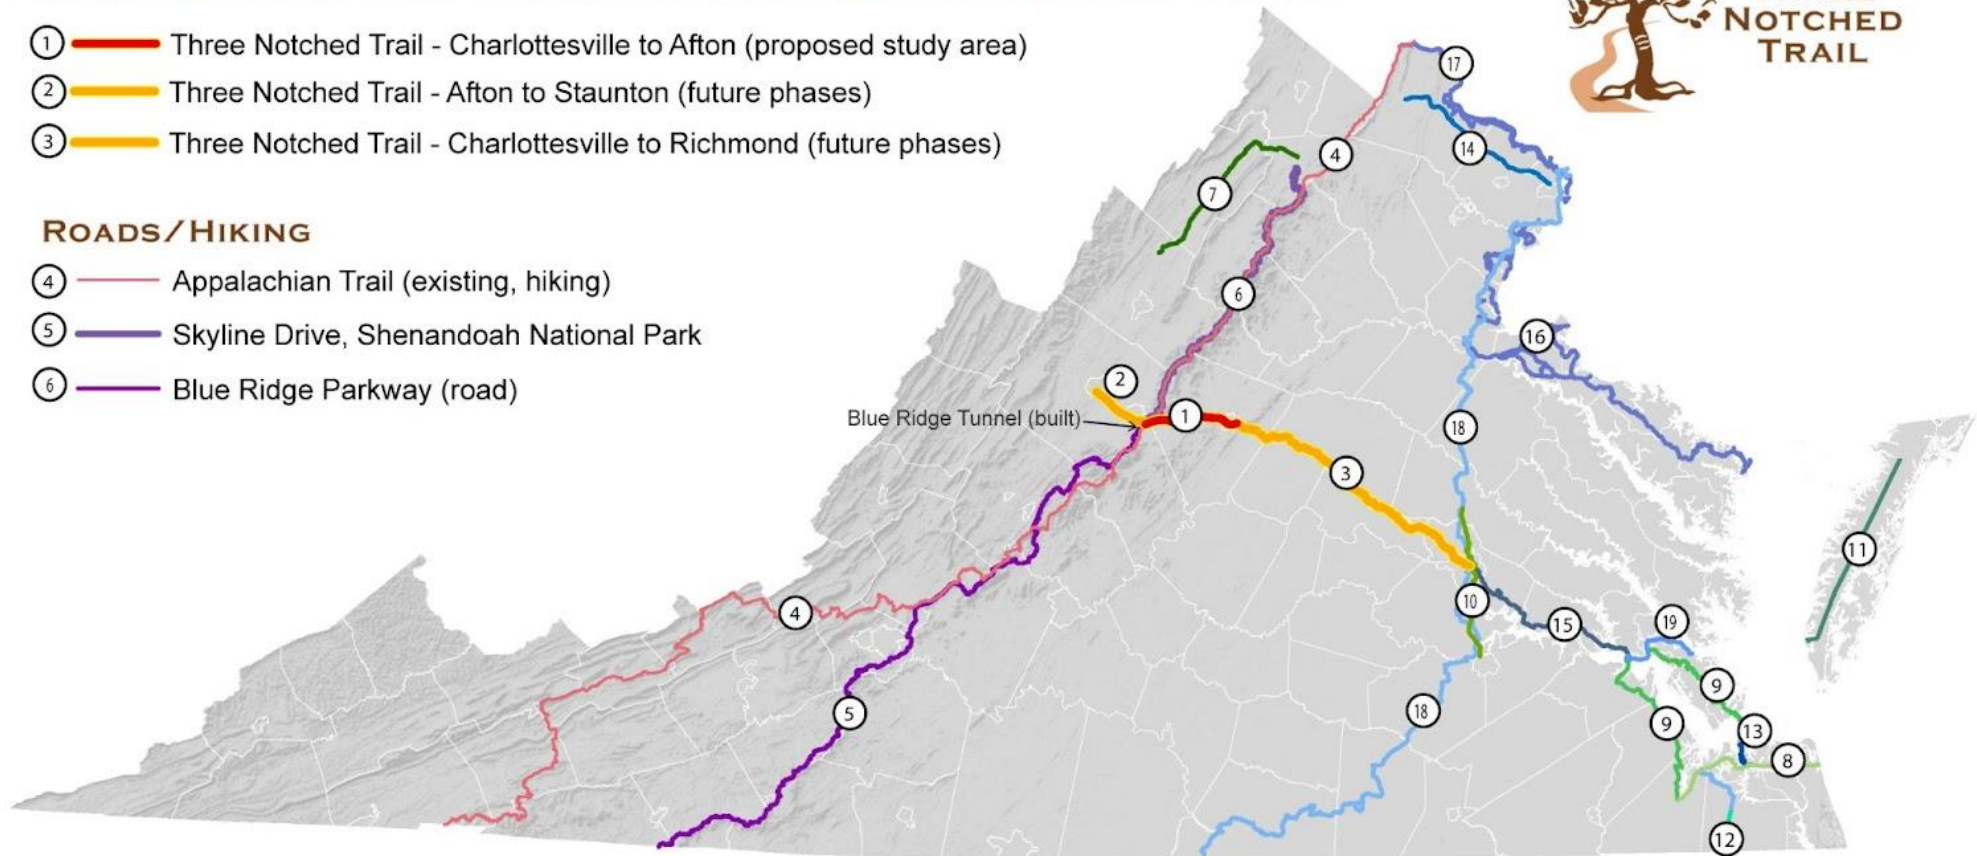 ① Three Notched Trail - Charlottesville to Afton (proposed study area)
② Three Notched Trail - Afton to Staunton (future phases)
③ Three Notched Trail - Charlottesville to Richmond (future phases)
ROADS/HIKING
④ Appalachian Trail (existing, hiking)
⑤ Skyline Drive, Shenandoah National Park
⑥ Blue Ridge Parkway (road)
NOTCHED
TRAIL
17
14
4
7
6
16
2
Blue Ridge Tunnel (built)
1
18
3
11
10
4
15
19
9
5
18
9
13
8
12